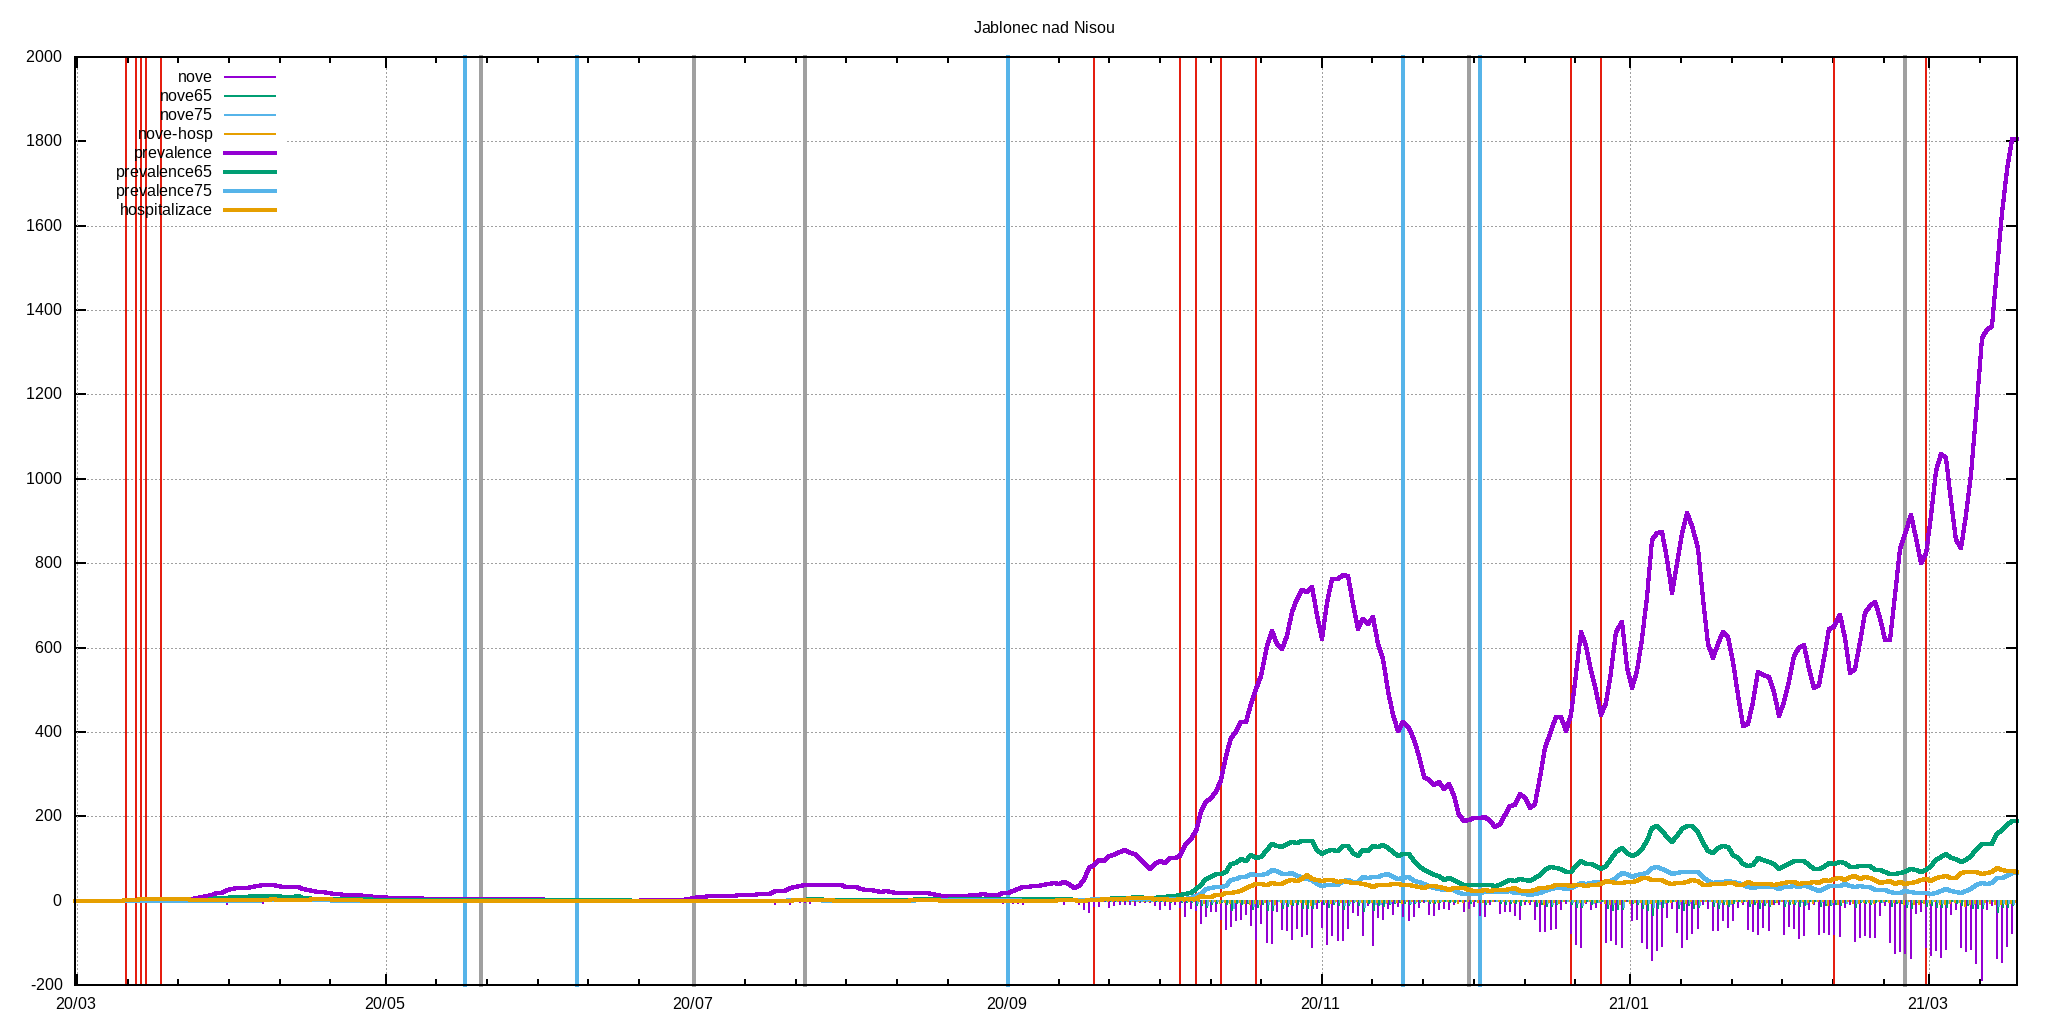 Jablonec nad Nisou
2000
1800
1600
1400
1200
1000
800
600
400
200
0
-200
nove
nove65
nove75
nove-hosp
prevalence
prevalence65
prevalence75
hospitalizace
20/03 20/05 20/07 20/09 20/11 21/01 21/03